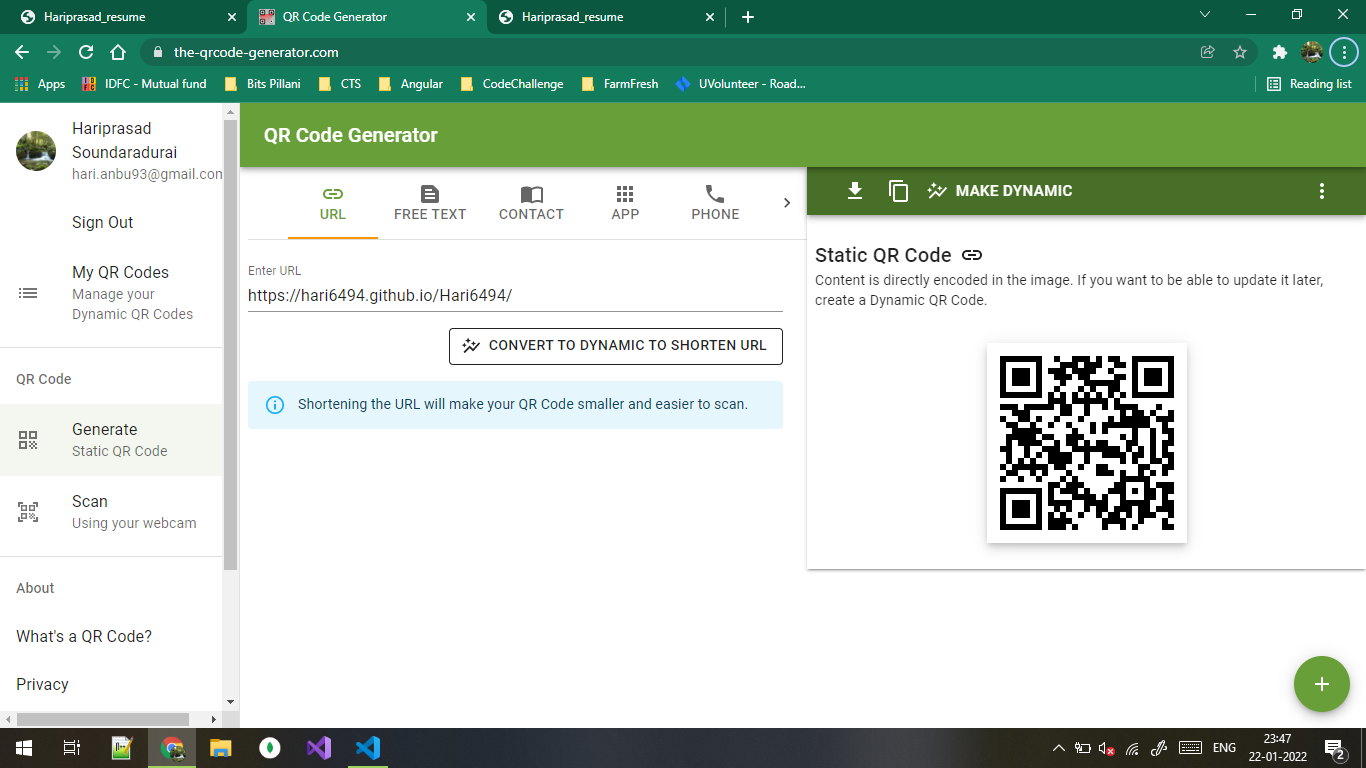 Hariprasad_resume
QR Code Generator
Hariprasad_resume
the-qrcode-generator.com
Apps
IDFC - Mutual fund
Bits Pillani
CTS
Angular
CodeChallenge
FarmFresh
UVolunteer - Road...
Reading list
Hariprasad
Soundaradurai
hari.anbu93@gmail.con
Sign Out
My QR Codes
Manage your
Dynamic QR Codes
QR Code
Generate
Static QR Code
Scan
Using your webcam
About
What's a QR Code?
Privacy
QR Code Generator
URL
FREE TEXT
CONTACT
APP
PHONE
Enter URL
https://hari6494.github.io/Hari6494/
CONVERT TO DYNAMIC TO SHORTEN URL
Shortening the URL will make your QR Code smaller and easier to scan.
MAKE DYNAMIC
Static QR Code
Content is directly encoded in the image. If you want to be able to update it later,
create a Dynamic QR Code.
ENG
23:47
22-01-2022
2